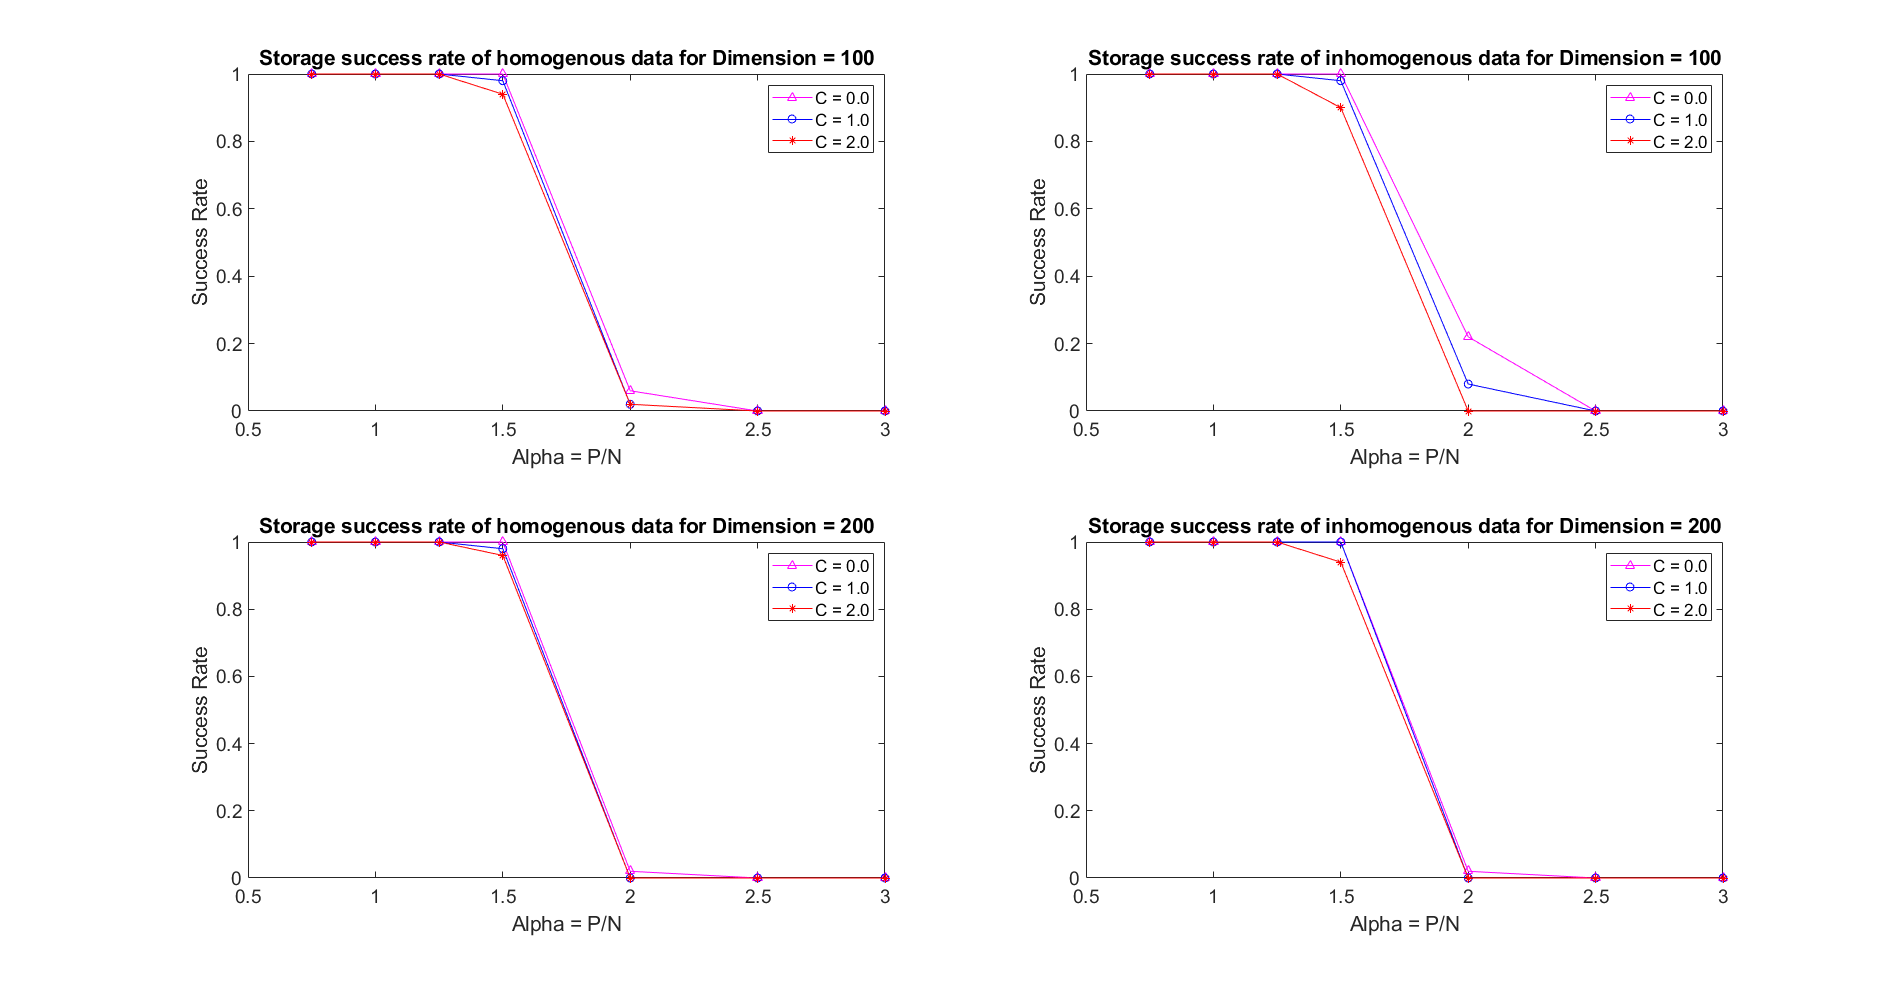 Storage success rate of homogenous data for Dimension = 100
1
0.8
0.6
0.4
0.2
0
Success Rate
0.5 1 1.5 2 2.5 3
Alpha = P/N
C = 0.0
C = 1.0
C = 2.0
Storage success rate of inhomogenous data for Dimension = 100
1
0.8
0.6
0.4
0.2
0
Success Rate
0.5 1 1.5 2 2.5 3
Alpha = P/N
C = 0.0
C = 1.0
C = 2.0
Storage success rate of homogenous data for Dimension = 200
1
0.8
0.6
0.4
0.2
0
Success Rate
0.5 1 1.5 2 2.5 3
Alpha = P/N
C = 0.0
C = 1.0
C = 2.0
Storage success rate of inhomogenous data for Dimension = 200
1
0.8
0.6
0.4
0.2
0
Success Rate
0.5 1 1.5 2 2.5 3
Alpha = P/N
C = 0.0
C = 1.0
C = 2.0